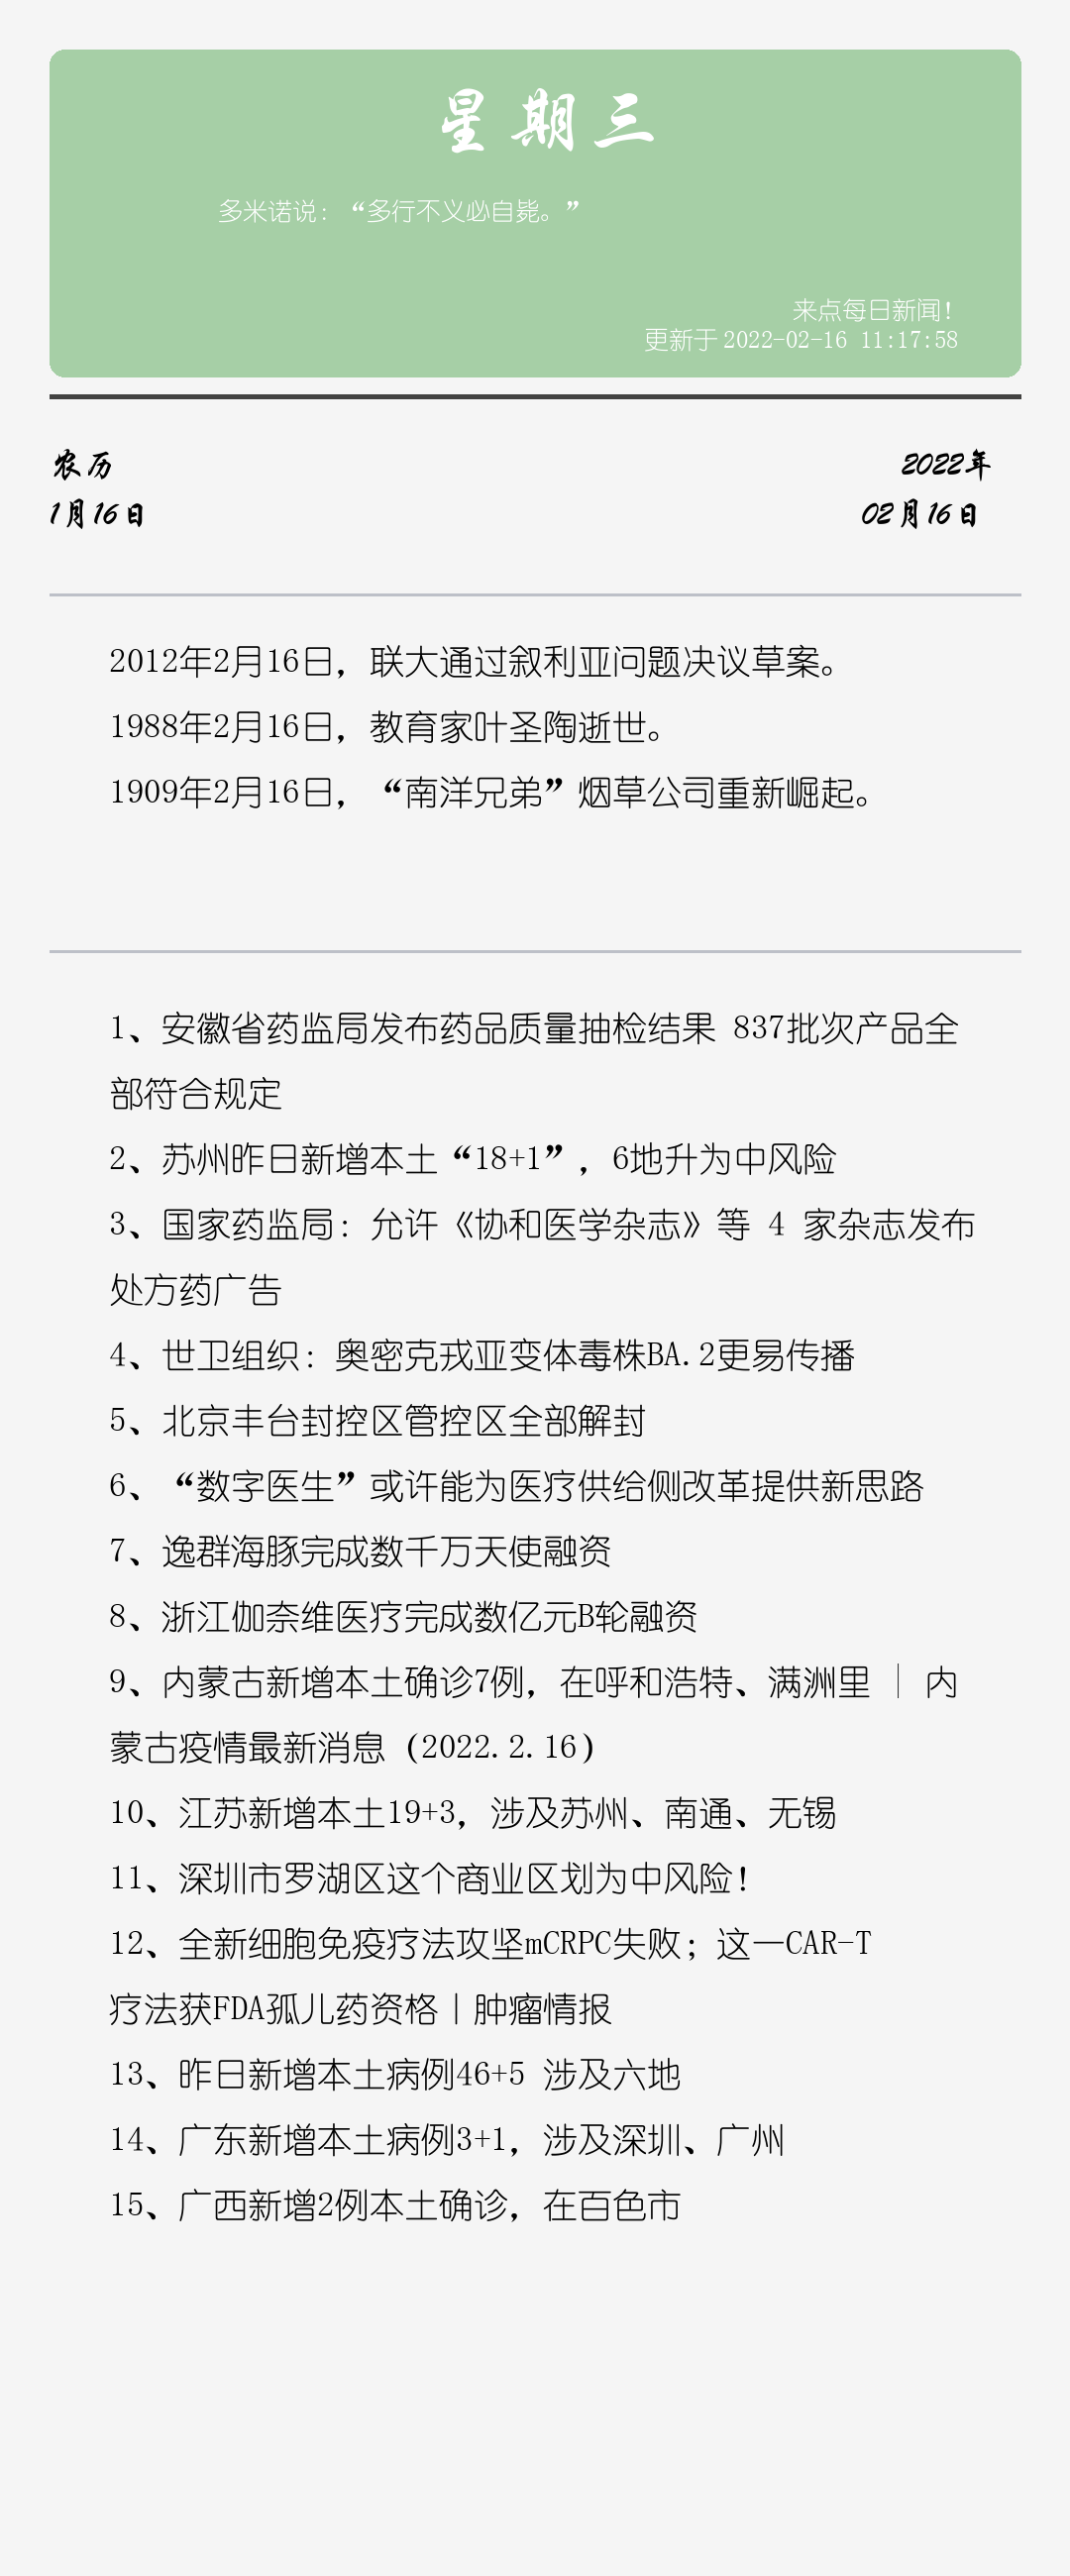 星期三
多米诺说：“多行不义必自毙。”
来点每日新闻！
更新于 2022-02-16 11:17:58
农历
2022年
1月16日
02月16日
2012年2月16日，联大通过叙利亚问题决议草案。
1988年2月16日，教育家叶圣陶逝世。
1909年2月16日，“南洋兄弟”烟草公司重新崛起。
1、安徽省药监局发布药品质量抽检结果 837批次产品全
部符合规定
2、苏州昨日新增本土“18+1”，6地升为中风险
3、国家药监局：允许《协和医学杂志》等 4 家杂志发布
处方药广告
4、世卫组织：奥密克戎亚变体毒株BA.2更易传播
5、北京丰台封控区管控区全部解封
6、“数字医生”或许能为医疗供给侧改革提供新思路
7、逸群海豚完成数千万天使融资
8、浙江伽奈维医疗完成数亿元B轮融资
9、内蒙古新增本土确诊7例，在呼和浩特、满洲里 │ 内
蒙古疫情最新消息（2022.2.16）
10、江苏新增本土19+3，涉及苏州、南通、无锡
11、深圳市罗湖区这个商业区划为中风险！
12、全新细胞免疫疗法攻坚mCRPC失败；这一CAR-T
疗法获FDA孤儿药资格丨肿瘤情报
13、昨日新增本土病例46+5 涉及六地
14、广东新增本土病例3+1，涉及深圳、广州
15、广西新增2例本土确诊，在百色市